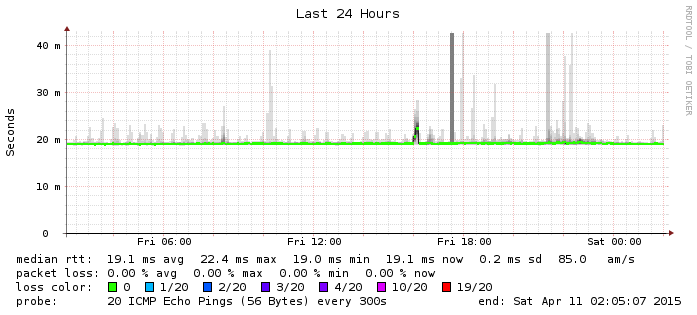 Last 24 Hours
RRDTOOL / TOBI OETIKER
Seconds
40 m
30 m
20 m
10 m
0
Fri 06:00 Fri 12:00 Fri 18:00 Sat 00:00
median rtt: 19.1 ms avg 22.4 ms max 19.0 ms min 19.1 ms now 0.2 ms sd 85.0 am/s
packet loss: 0.00 % avg 0.00 % max 0.00 % min 0.00 % now
loss color: 0 1/20 2/20 3/20 4/20 10/20 19/20
probe: 20 ICMP Echo Pings (56 Bytes) every 300s end: Sat Apr 11 02:05:07 2015